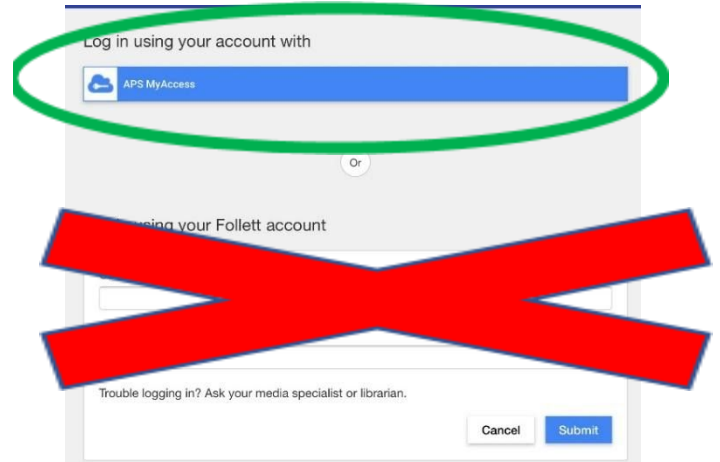 Log in using your account with
APS MyAccess
Or
using your Follett account
Trouble logging in? Ask your media specialist or librarian.
Cancel
Submit